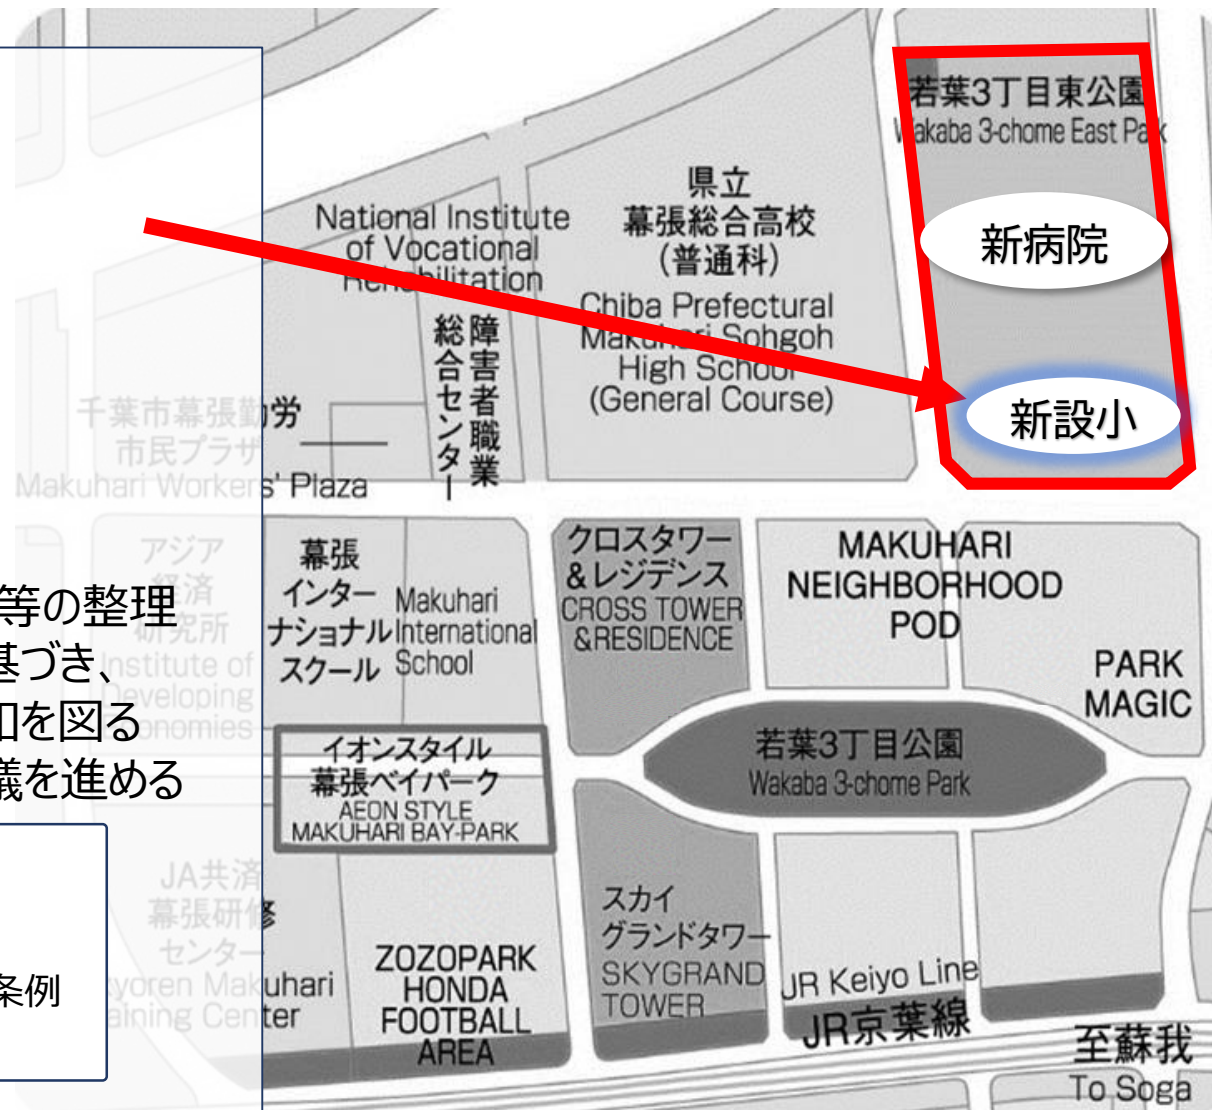 若葉3丁目東公園
Wakaba 3-chome East Park
新病院
新設小
県立
幕張総合高校
(普通科)
Chiba Prefectural
Makuhari Sohgoh
High School
(General Course)
National Institute
of Vocational
Rehabilitation
障害者職業
総合センター
千葉市幕張勤労
市民プラザ
Makuhari Workers' Plaza
アジア
経済
研究所
Institute of
Developing
Economies
幕張
インター
ナショナル
スクール
Makuhari
International
School
クロスタワー
&レジデンス
CROSS TOWER
&RESIDENCE
MAKUHARI
NEIGHBORHOOD
POD
PARK
MAGIC
等の整理
基づき、
和を図る
議を進める
イオンスタイル
幕張ベイパーク
AEON STYLE
MAKUHARI BAY-PARK
若葉3丁目公園
Wakaba 3-chome Park
JA共済
幕張研修
センター
kyoren Makuhari
aining Center
条例
ZOZOPARK
HONDA
FOOTBALL
AREA
スカイ
グランドタワー
SKYGRAND
TOWER
JR Keiyo Line
JR京葉線
至蘇我
To Soga